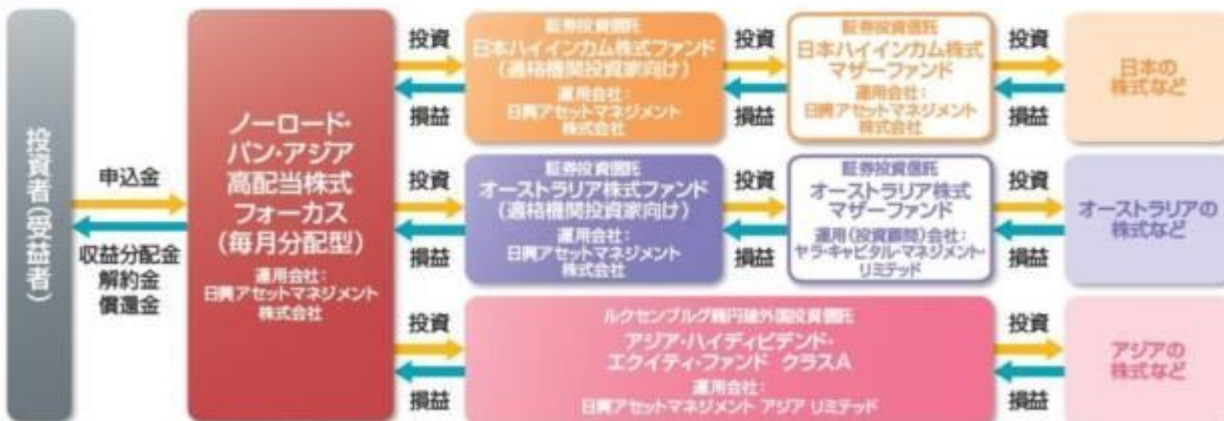 投資者(受益者)
申込金
収益分配金
解約金
償還金
ノーロード・
パン・アジア
高配当株式
フォーカス
(毎月分配型)
運用会社:
日興アセットマネジメント
株式会社
投資
損益
証券投資信託
日本ハイインカム株式ファンド
(適格機関投資家向け)
運用会社:
日興アセットマネジメント
株式会社
投資
損益
証券投資信託
日本ハイインカム株式
マザーファンド
運用会社:
日興アセットマネジメント
株式会社
投資
損益
日本の
株式など
投資
損益
証券投資信託
オーストラリア株式ファンド
(適格機関投資家向け)
運用会社:
日興アセットマネジメント
株式会社
投資
損益
証券投資信託
オーストラリア株式
マザーファンド
運用(投資顧問)会社:
ヤラ・キャピタル・マネジメント・
リミテッド
投資
損益
オーストラリアの
株式など
投資
損益
ルクセンブルグ籍円建外国投資信託
アジア・ハイディビデンド・
エクイティ・ファンド クラスA
運用会社:
日興アセットマネジメント アジア リミテッド
投資
損益
アジアの
株式など